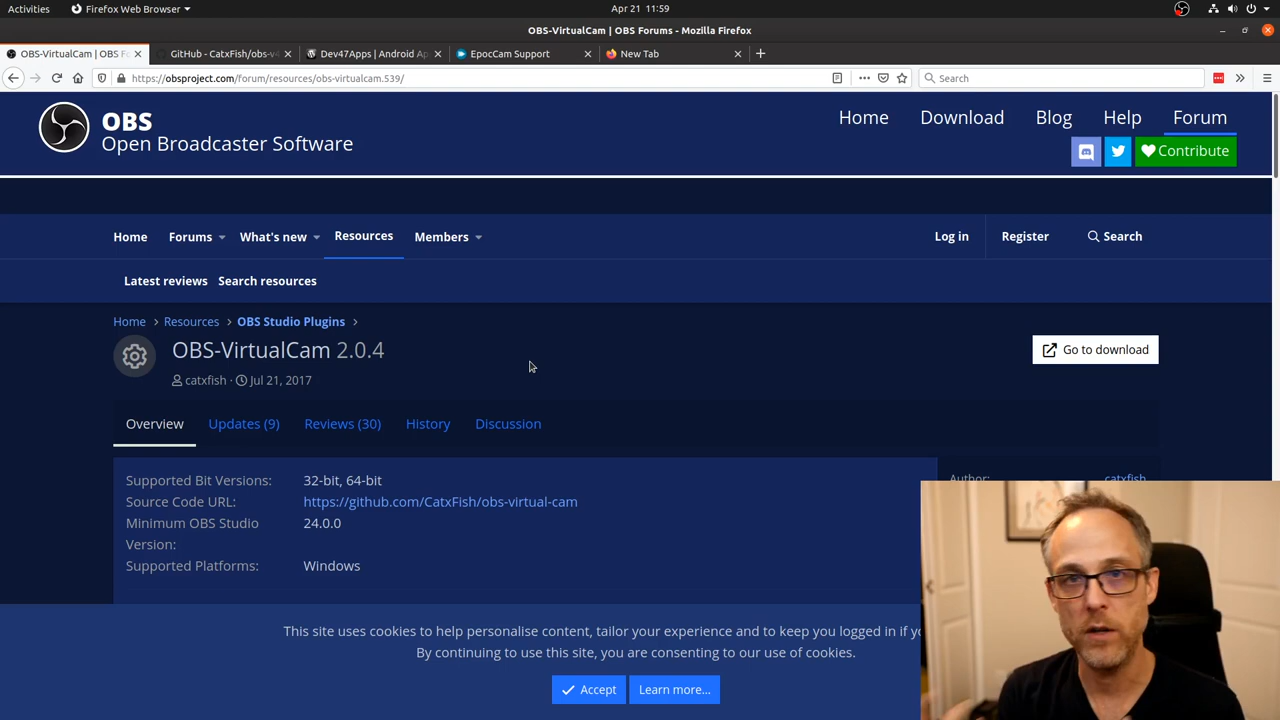 Activities Firefox Web Browser Apr 21 11:59
OBS-VirtualCam | OBS Forums - Mozilla Firefox
OBS-VirtualCam | OBS Fo GitHub - CatxFish/obs-v Dev47Apps | Android Ap EpocCam Support New Tab
https://obsproject.com/forum/resources/obs-virtualcam.539/ Search
OBS
Open Broadcaster Software
Home Download Blog Help Forum
Contribute
Home Forums What's new Resources Members Log in Register Search
Latest reviews Search resources
Home Resources OBS Studio Plugins
OBS-VirtualCam 2.0.4
Go to download
catxfish Jul 21, 2017
Overview Updates (9) Reviews (30) History Discussion
Supported Bit Versions: 32-bit, 64-bit
Author: catxfish
Source Code URL: https://github.com/CatxFish/obs-virtual-cam
Minimum OBS Studio 24.0.0
Version:
Supported Platforms: Windows
This site uses cookies to help personalise content, tailor your experience and to keep you logged in if yo
By continuing to use this site, you are consenting to our use of cookies.
Accept Learn more...